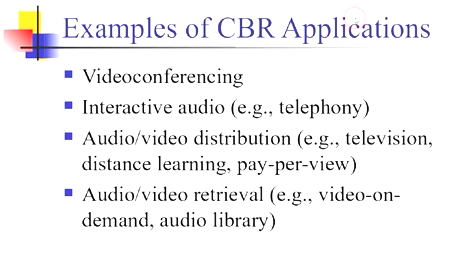 Examples of CBR Applications
Videoconferencing
Interactive audio (e.g., telephony)
Audio/video distribution (e.g., television,
distance learning, pay-per-view)
Audio/video retrieval (e.g., video-on-
demand, audio library)